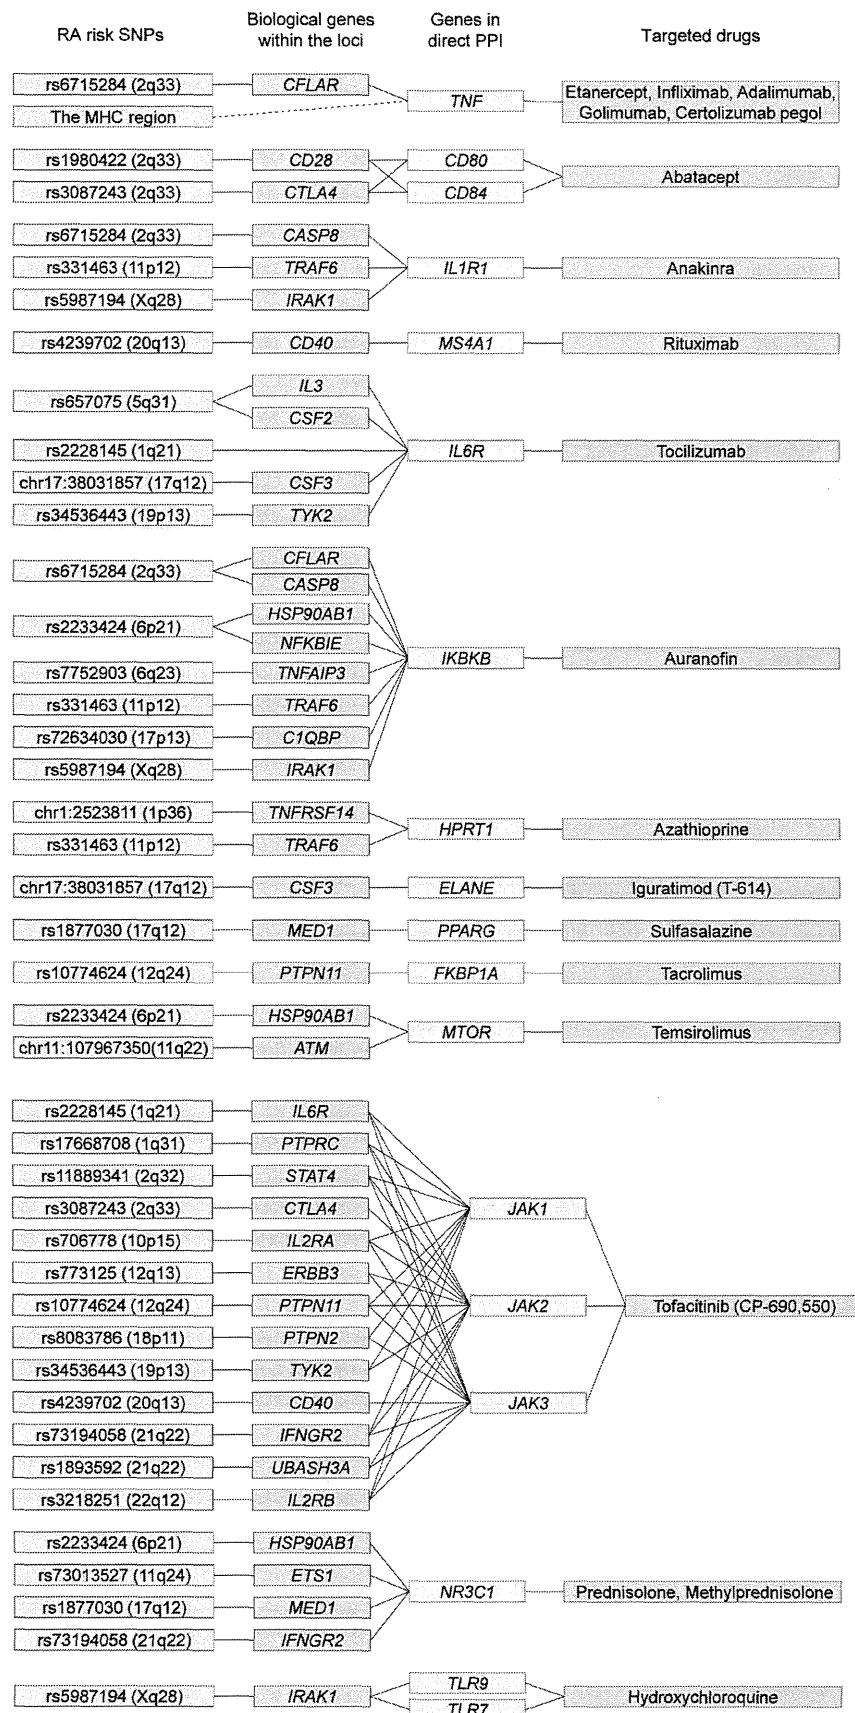 RA risk SNPs
Biological genes
within the loci
Genes in
direct PPI
Targeted drugs
rs6715284 (2q33)
CFLAR
The MHC region
TNF
Etanercept, Infliximab, Adalimumab,
Golimumab, Certolizumab pegol
rs1980422 (2q33)
CD28
CD80
rs3087243 (2q33)
CTLA4
CD84
Abatacept
rs6715284 (2q33)
CASP8
rs331463 (11p12)
TRAF6
IL1R1
Anakinra
rs5987194 (Xq28)
IRAK1
rs4239702 (20q13)
CD40
MS4A1
Rituximab
rs657075 (5q31)
IL3
CSF2
rs2228145 (1q21)
IL6R
Tocilizumab
chr17:38031857 (17q12)
CSF3
rs34536443 (19p13)
TYK2
rs6715284 (2q33)
CFLAR
CASP8
rs2233424 (6p21)
HSP90AB1
NFKBIE
IKBKB
Auranofin
rs7752903 (6q23)
TNFAIP3
rs331463 (11p12)
TRAF6
rs72634030 (17p13)
C1QBP
rs5987194 (Xq28)
IRAK1
chr1:2523811 (1p36)
TNFRSF14
HPRT1
Azathioprine
rs331463 (11p12)
TRAF6
chr17:38031857 (17q12)
CSF3
ELANE
Iguratimod (T-614)
rs1877030 (17q12)
MED1
PPARG
Sulfasalazine
rs10774624 (12q24)
PTPN11
FKBP1A
Tacrolimus
rs2233424 (6p21)
HSP90AB1
MTOR
Temsirolimus
chr11:107967350(11q22)
ATM
rs2228145 (1q21)
IL6R
rs17668708 (1q31)
PTPRC
rs11889341 (2q32)
STAT4
rs3087243 (2q33)
CTLA4
JAK1
rs706778 (10p15)
IL2RA
rs773125 (12q13)
ERBB3
rs10774624 (12q24)
PTPN11
JAK2
Tofacitinib (CP-690,550)
rs8083786 (18p11)
PTPN2
rs34536443 (19p13)
TYK2
rs4239702 (20q13)
CD40
JAK3
rs73194058 (21q22)
IFNGR2
rs1893592 (21q22)
UBASH3A
rs3218251 (22q12)
IL2RB
rs2233424 (6p21)
HSP90AB1
rs73013527 (11q24)
ETS1
NR3C1
Prednisolone, Methylprednisolone
rs1877030 (17q12)
MED1
rs73194058 (21q22)
IFNGR2
rs5987194 (Xq28)
IRAK1
TLR9
TLR7
Hydroxychloroquine